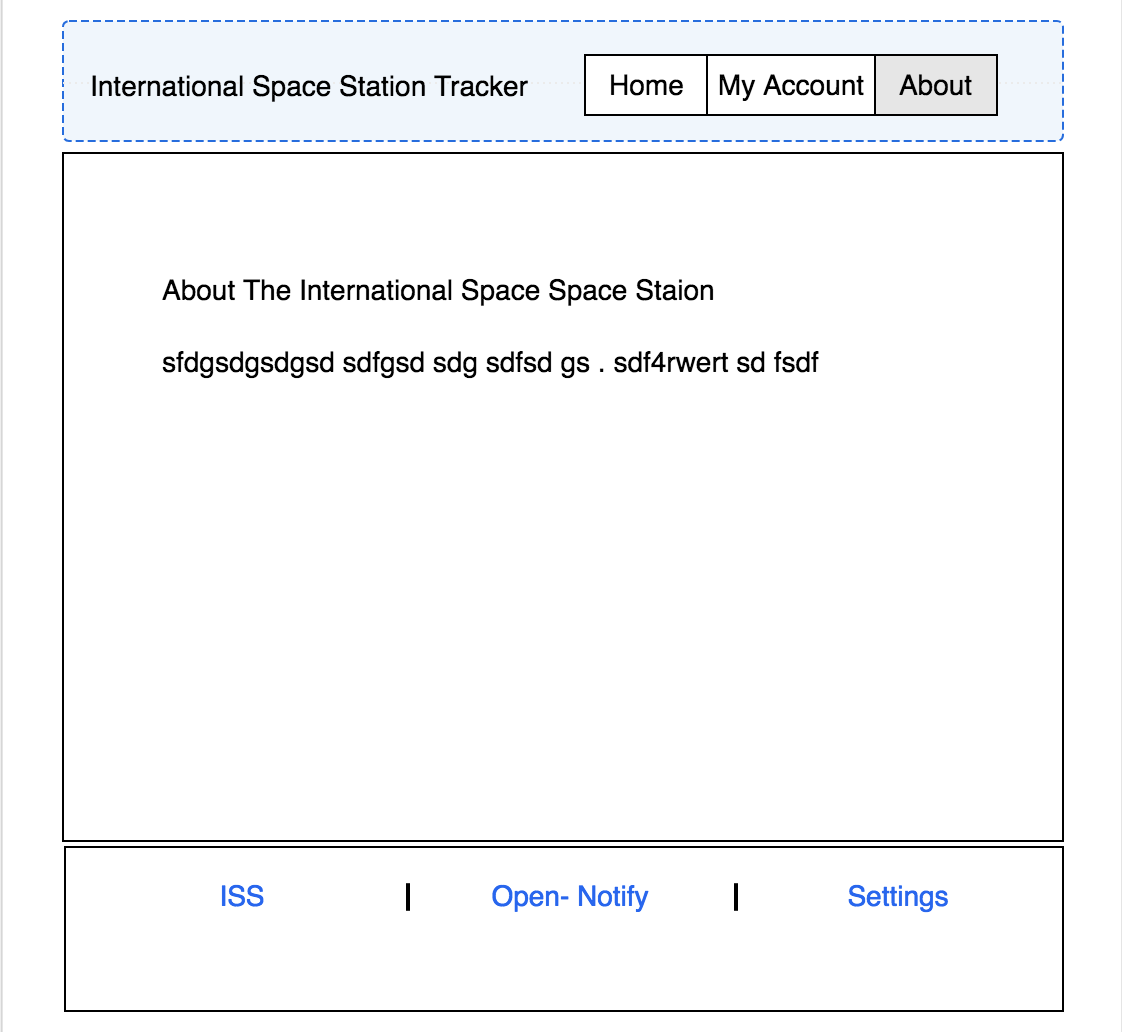 International Space Station Tracker Home My Account About
About The International Space Space Staion
sfdgsdgsdgsd sdfgsd sdg sdfsd gs . sdf4rwert sd fsdf
ISS | Open- Notify | Settings